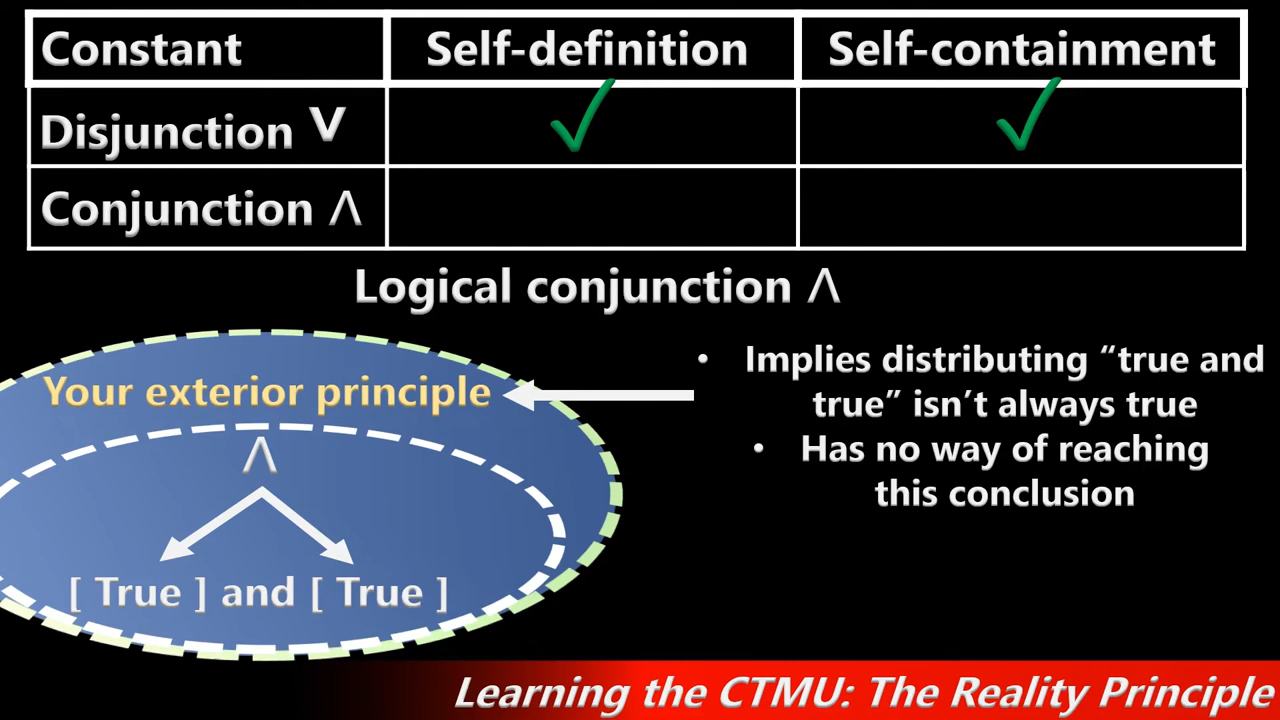 Constant Self-definition Self-containment
Disjunction ∨ ✓ ✓
Conjunction ∧
Logical conjunction ∧
Your exterior principle
∧
[ True ] and [ True ]
• Implies distributing “true and
true” isn’t always true
• Has no way of reaching
this conclusion
Learning the CTMU: The Reality Principle